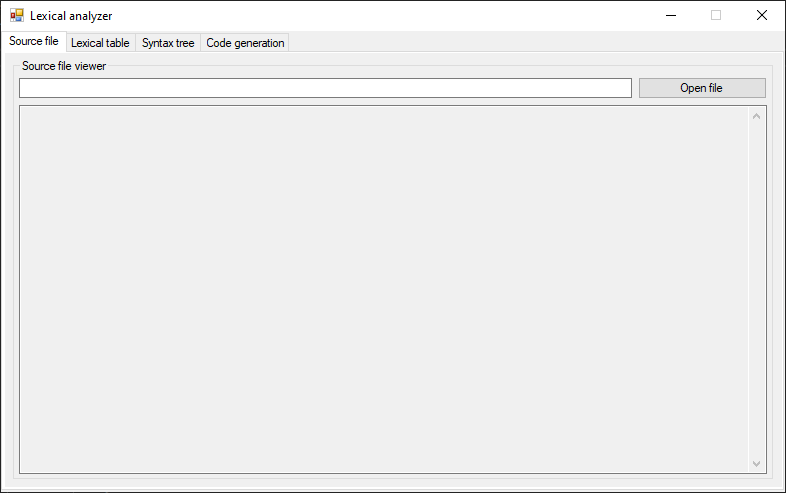 Lexical analyzer
Source file Lexical table Syntax tree Code generation
Source file viewer
Open file